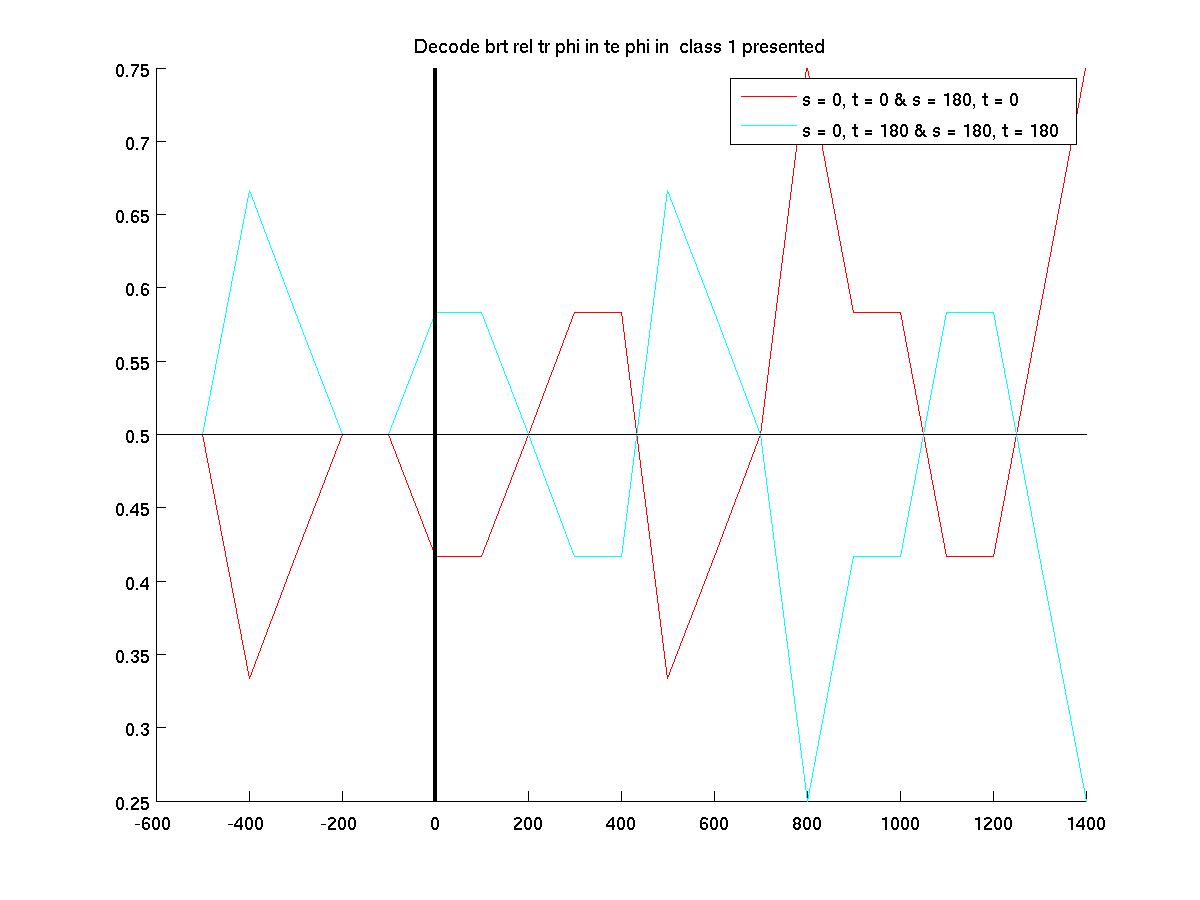 Decode brt rel tr phi in te phi in  class 1 presented
s = 0, t = 0 & s = 180, t = 0
s = 0, t = 180 & s = 180, t = 180
0.75
0.7
0.65
0.6
0.55
0.5
0.45
0.4
0.35
0.3
0.25
-600 -400 -200 0 200 400 600 800 1000 1200 1400